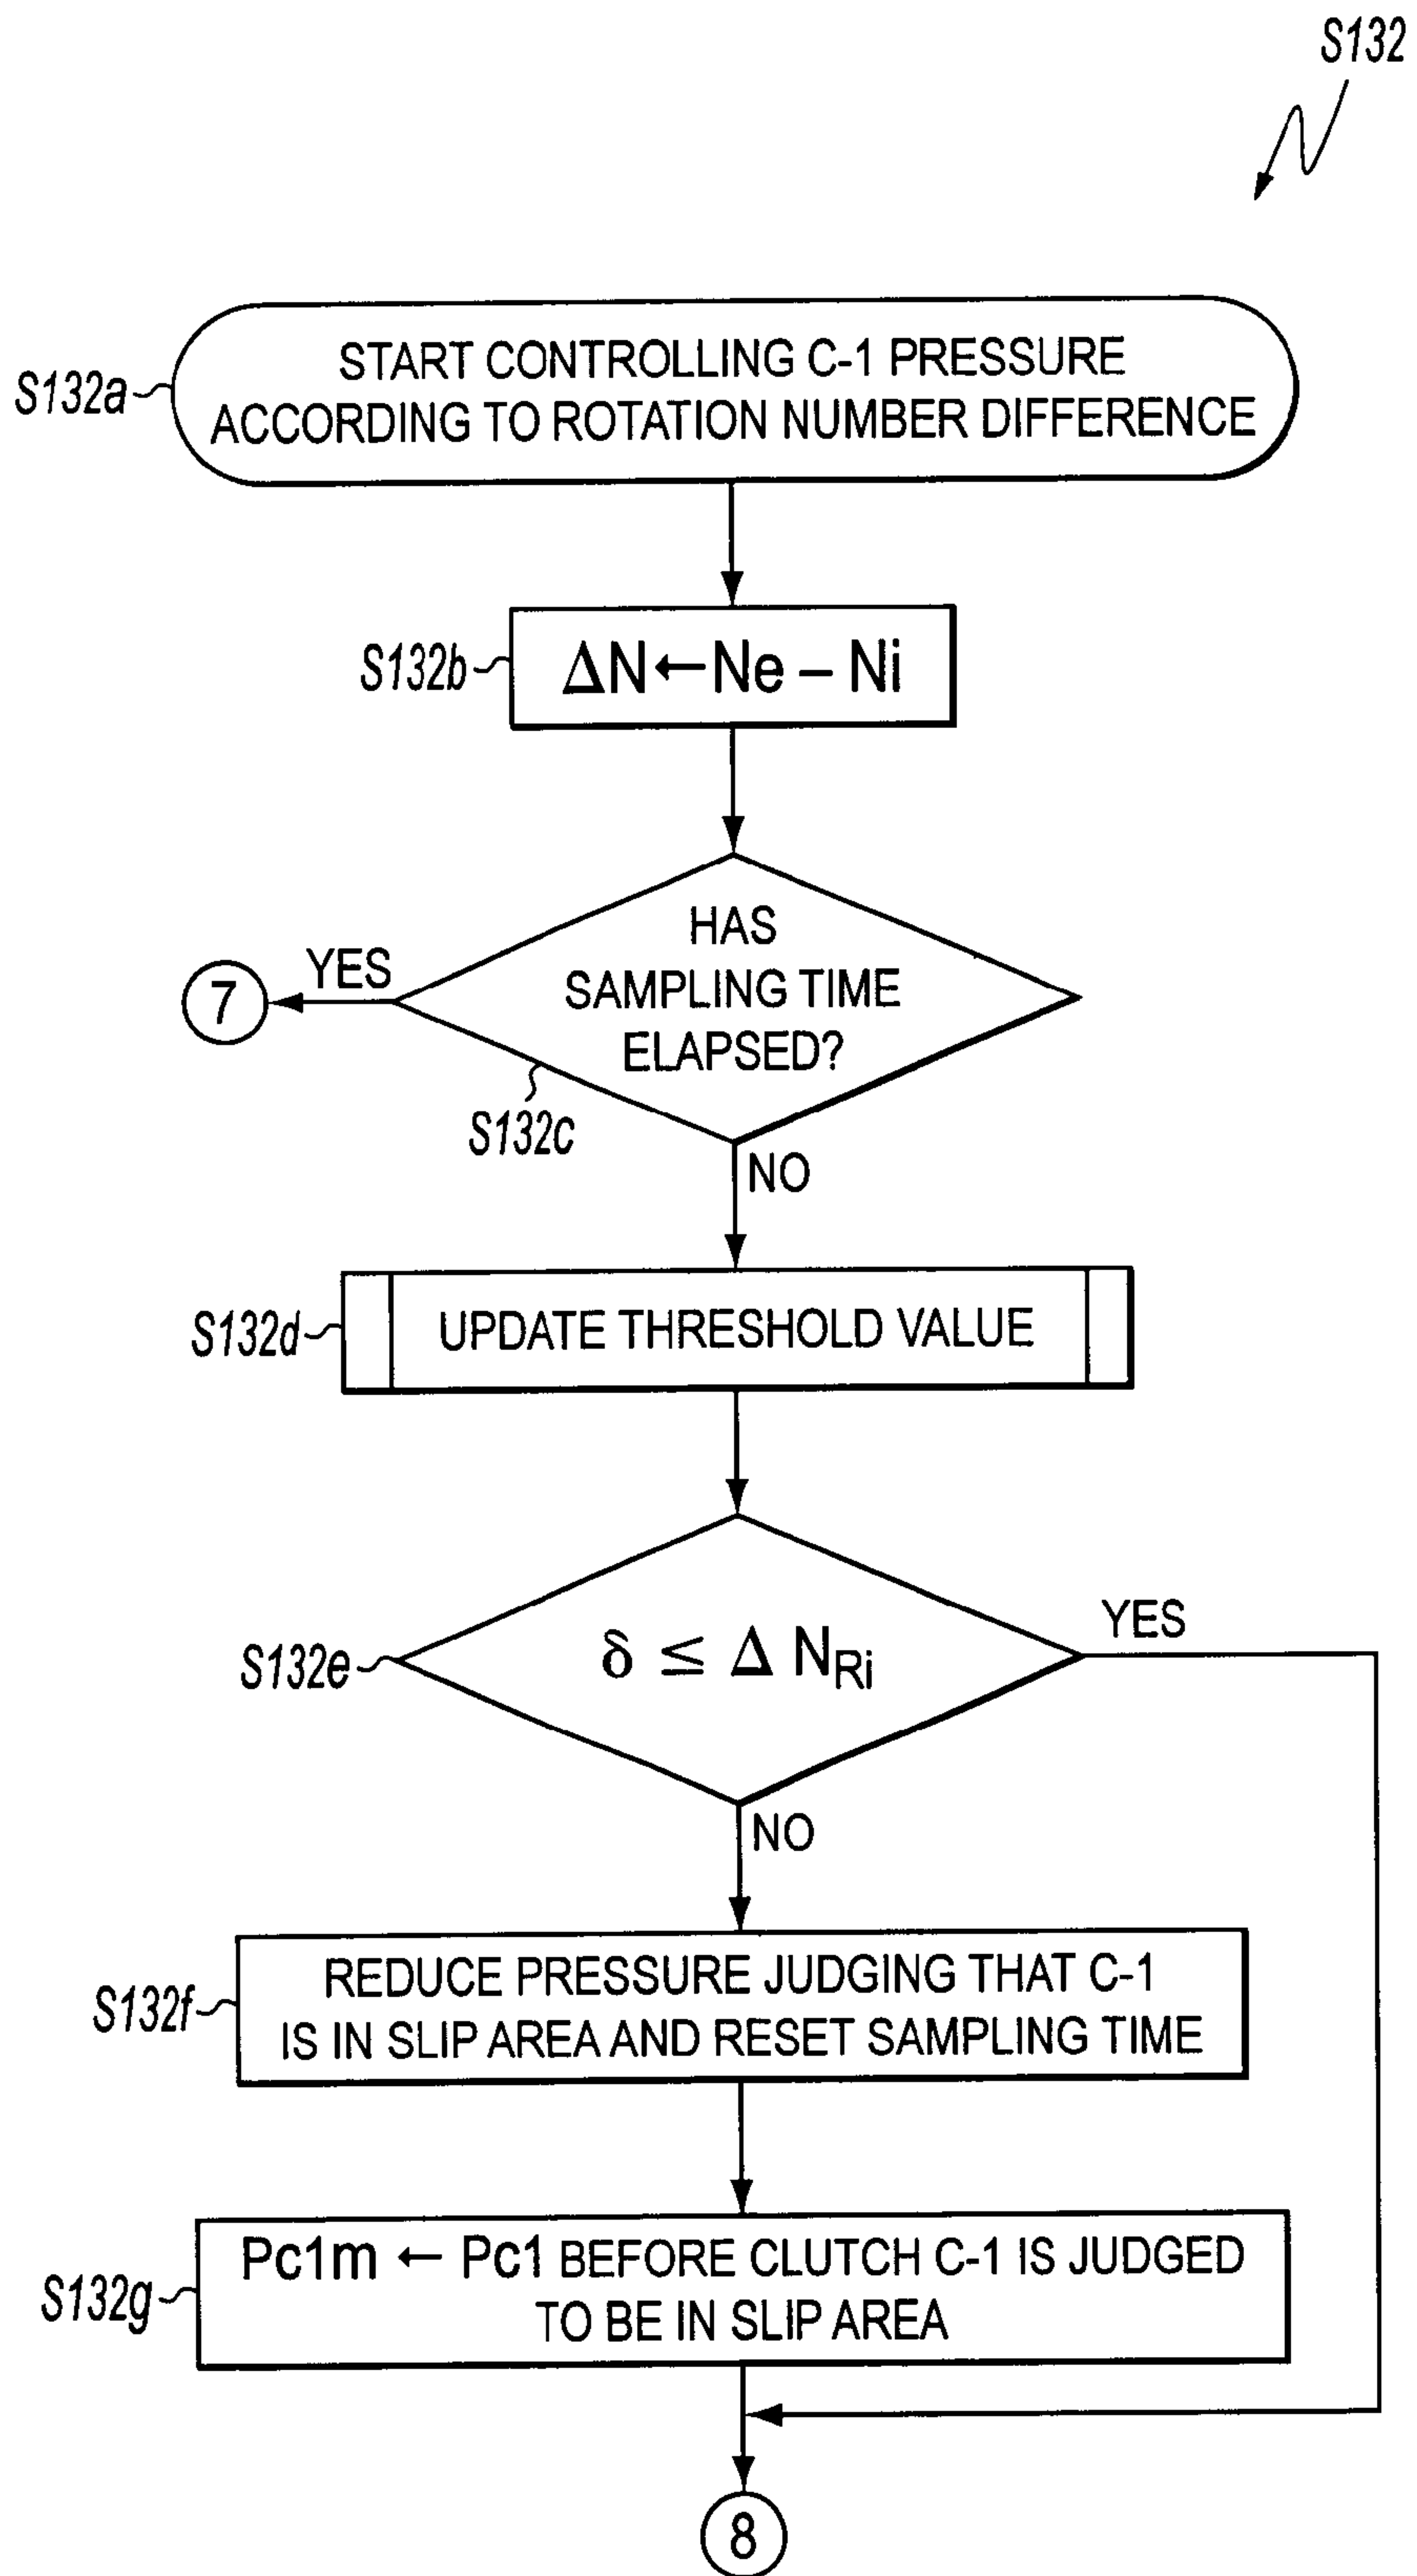 S132
START CONTROLLING C-1 PRESSURE
ACCORDING TO ROTATION NUMBER DIFFERENCE
S132a
ΔN←Ne – Ni
S132b
HAS
SAMPLING TIME
ELAPSED?
YES
7
S132c
NO
UPDATE THRESHOLD VALUE
S132d
δ ≤ Δ NRi
YES
S132e
NO
REDUCE PRESSURE JUDGING THAT C-1
IS IN SLIP AREA AND RESET SAMPLING TIME
S132f
Pc1m ← Pc1 BEFORE CLUTCH C-1 IS JUDGED
TO BE IN SLIP AREA
S132g
8